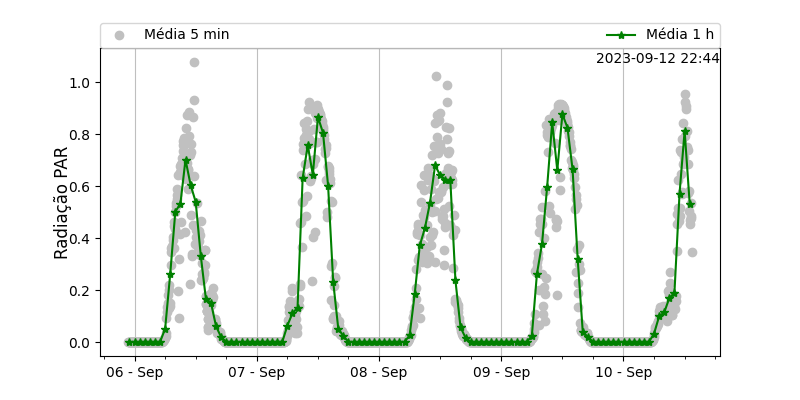 Média 5 min
Média 1 h
2023-09-12 22:44
Radiação PAR
1.0
0.8
0.6
0.4
0.2
0.0
06 - Sep
07 - Sep
08 - Sep
09 - Sep
10 - Sep